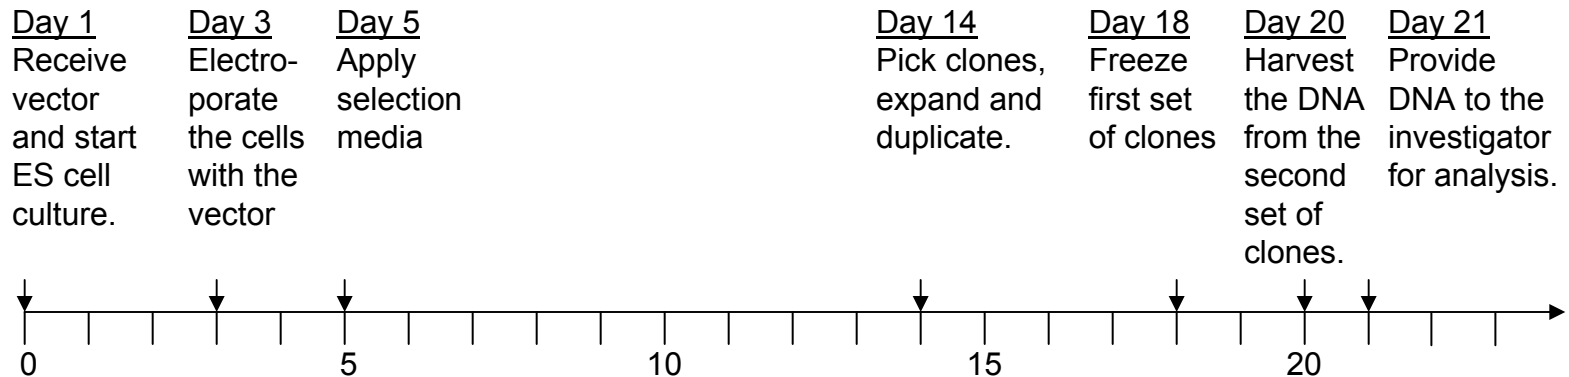 Day 1
Receive
vector
and start
ES cell
culture.
Day 3
Electro-
porate
the cells
with the
vector
Day 5
Apply
selection
media
Day 14
Pick clones,
expand and
duplicate.
Day 18
Freeze
first set
of clones
Day 20
Harvest
the DNA
from the
second
set of
clones.
Day 21
Provide
DNA to the
investigator
for analysis.
0 5 10 15 20